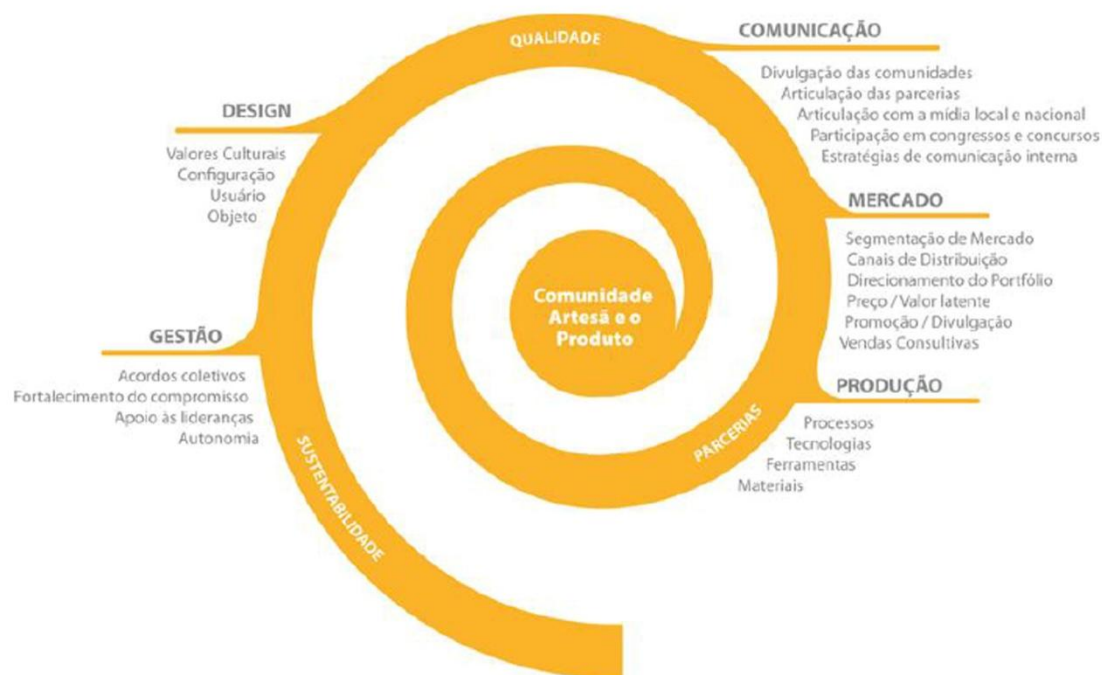 QUALIDADE
COMUNICAÇÃO
Divulgação das comunidades
Articulação das parcerias
Articulação com a mídia local e nacional
Participação em congressos e concursos
Estratégias de comunicação interna
DESIGN
Valores Culturais
Configuração
Usuário
Objeto
MERCADO
Segmentação de Mercado
Canais de Distribuição
Direcionamento do Portfólio
Preço / Valor latente
Promoção / Divulgação
Vendas Consultivas
Comunidade
Artesã e o
Produto
GESTÃO
Acordos coletivos
Fortalecimento do compromisso
Apoio às lideranças
Autonomia
PRODUÇÃO
Processos
Tecnologias
Ferramentas
Materiais
PARCERIAS
SUSTENTABILIDADE